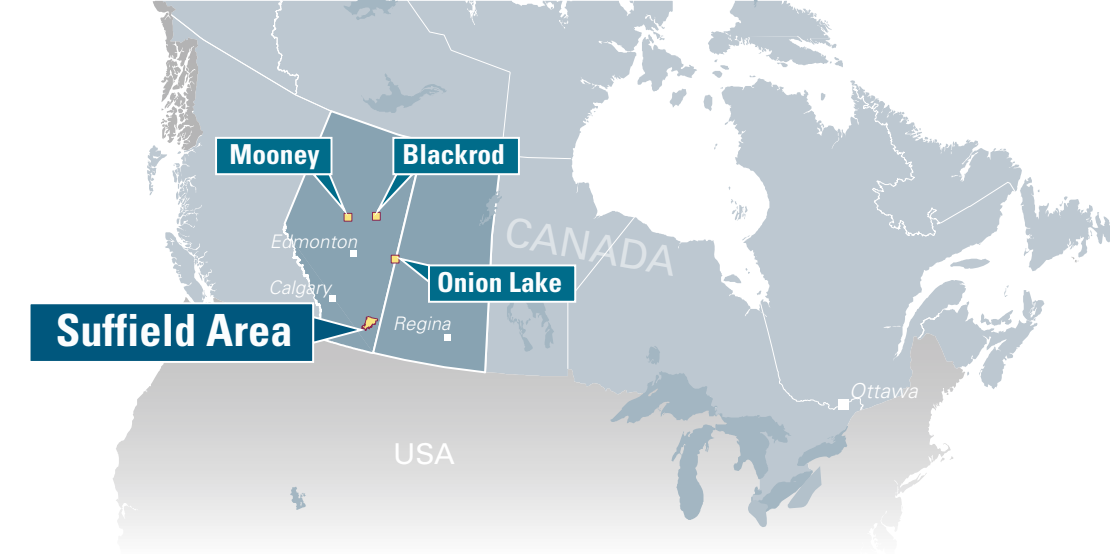 Mooney
Blackrod
CANADA
Edmonton
Onion Lake
Calgary
Suffield Area
Regina
Ottawa
USA